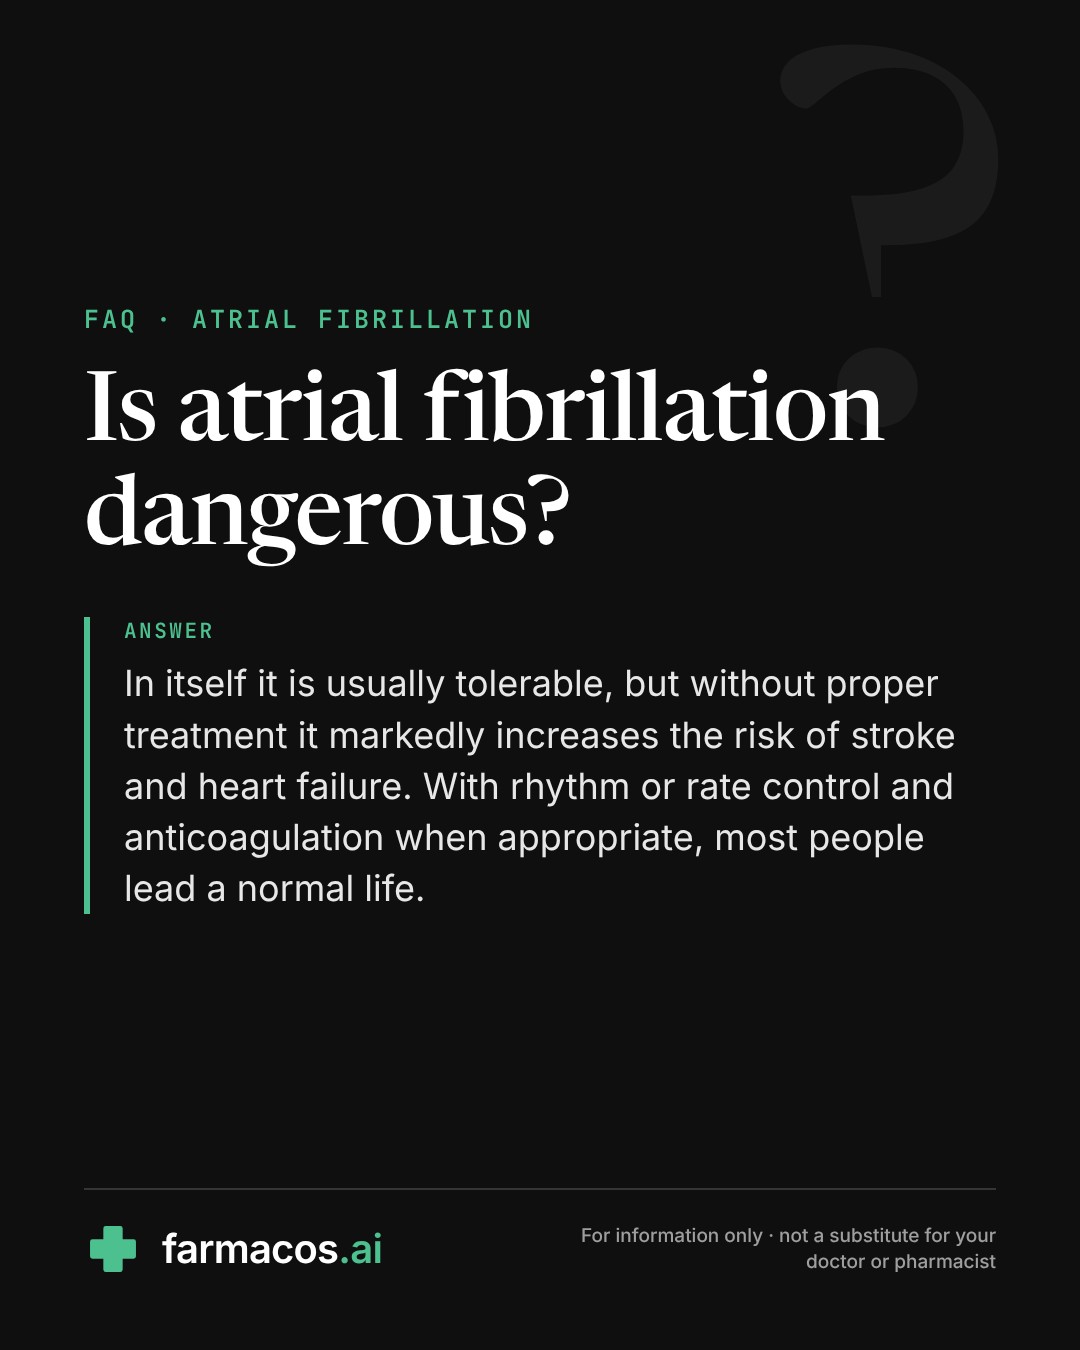 ?
FAQ · ATRIAL FIBRILLATION
Is atrial fibrillation
dangerous?
ANSWER
In itself it is usually tolerable, but without proper
treatment it markedly increases the risk of stroke
and heart failure. With rhythm or rate control and
anticoagulation when appropriate, most people
lead a normal life.
farmacos.ai
For information only · not a substitute for your
doctor or pharmacist